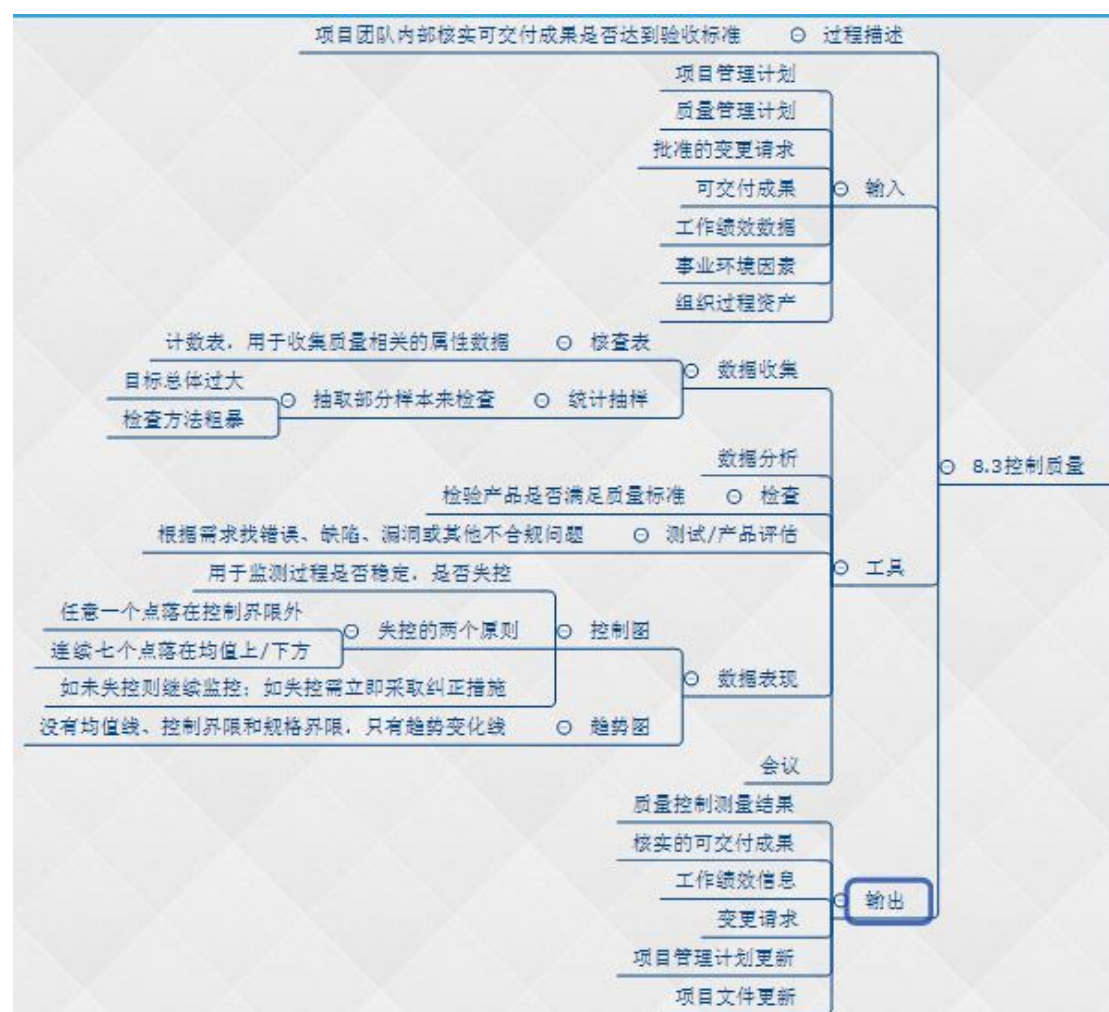 项目团队内部核实可交付成果是否达到验收标准 过程描述
项目管理计划
质量管理计划
批准的变更请求
可交付成果 输入
工作绩效数据
事业环境因素
组织过程资产
计数表，用于收集质量相关的属性数据 核查表
数据收集
目标总体过大
抽取部分样本来检查 统计抽样
检查方法粗暴
数据分析
8.3控制质量
检验产品是否满足质量标准 检查
根据需求找错误、缺陷、漏洞或其他不合规问题 测试/产品评估
工具
用于监测过程是否稳定，是否失控
任意一个点落在控制界限外
失控的两个原则 控制图
连续七个点落在均值上/下方
数据表现
如未失控则继续监控；如失控需立即采取纠正措施
没有均值线、控制界限和规格界限，只有趋势变化线 趋势图
会议
质量控制测量结果
核实的可交付成果
工作绩效信息
输出
变更请求
项目管理计划更新
项目文件更新